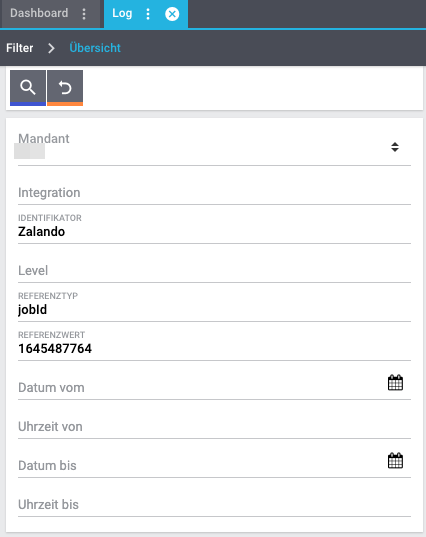 Dashboard Log
Filter Übersicht
Mandant
Integration
IDENTIFIKATOR
Zalando
Level
REFERENZTYP
jobId
REFERENZWERT
1645487764
Datum vom
Uhrzeit von
Datum bis
Uhrzeit bis